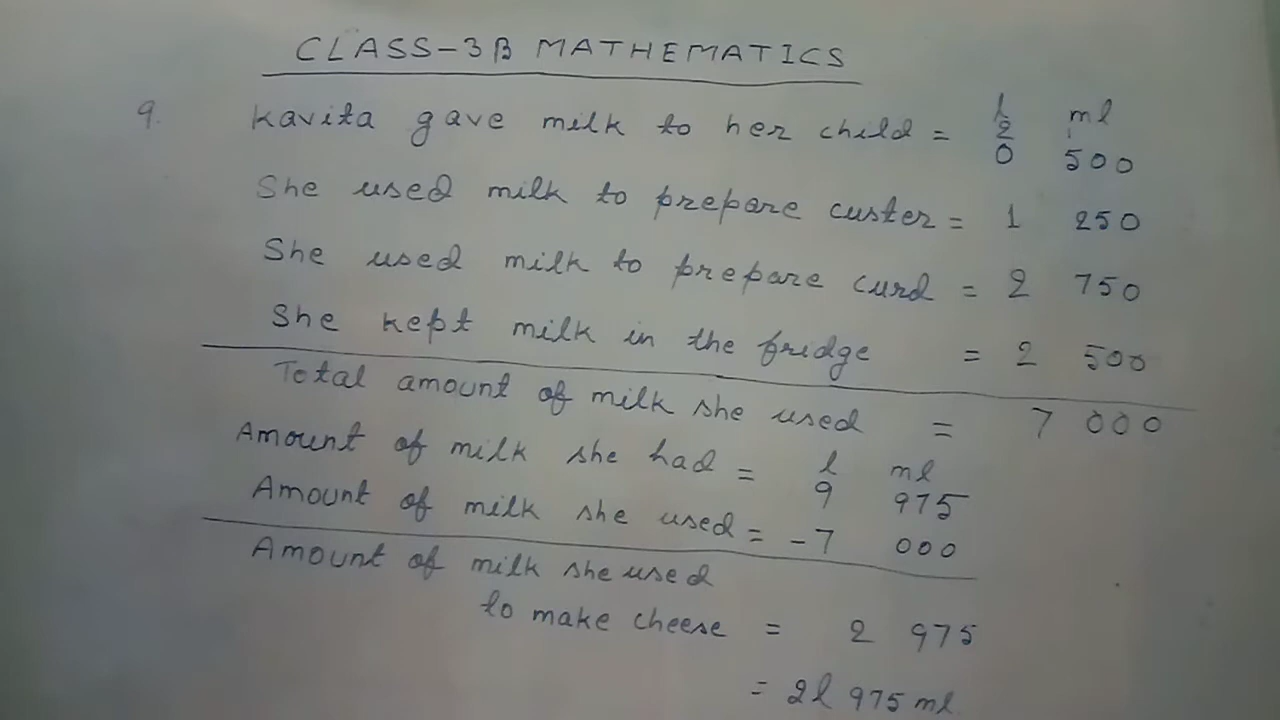 CLASS-3B MATHEMATICS
9. Kavita gave milk to her child = l ml
2 1
0 500
She used milk to prepare custer = 1 250
She used milk to prepare curd = 2 750
She kept milk in the fridge = 2 500
Total amount of milk she used = 7 000
Amount of milk she had = l ml
9 975
Amount of milk she used = -7 000
Amount of milk she used
to make cheese = 2 975
= 2l 975 ml